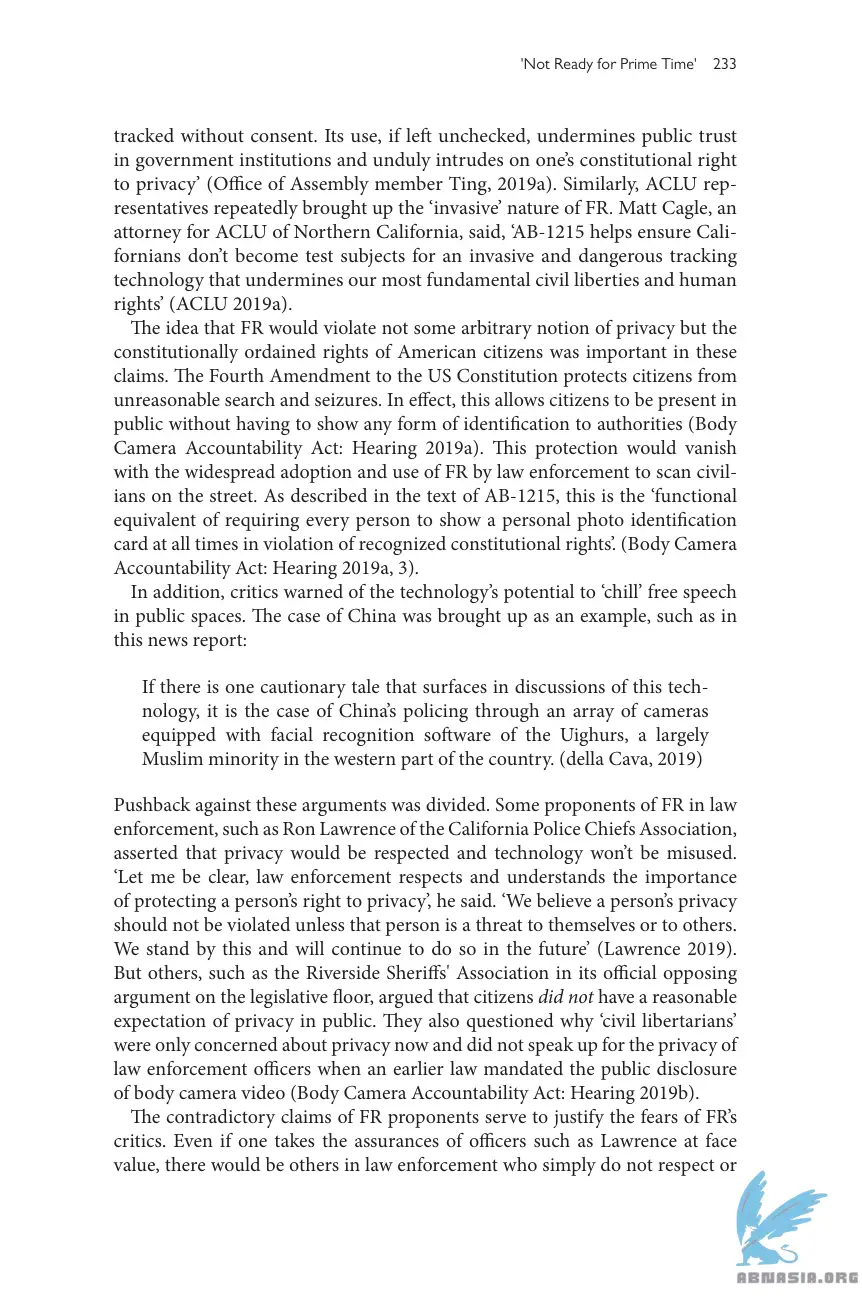 'Not Ready for Prime Time' 233
tracked without consent. Its use, if left unchecked, undermines public trust
in government institutions and unduly intrudes on one’s constitutional right
to privacy’ (Office of Assembly member Ting, 2019a). Similarly, ACLU rep-
resentatives repeatedly brought up the ‘invasive’ nature of FR. Matt Cagle, an
attorney for ACLU of Northern California, said, ‘AB-1215 helps ensure Cali-
fornians don’t become test subjects for an invasive and dangerous tracking
technology that undermines our most fundamental civil liberties and human
rights’ (ACLU 2019a).
The idea that FR would violate not some arbitrary notion of privacy but the
constitutionally ordained rights of American citizens was important in these
claims. The Fourth Amendment to the US Constitution protects citizens from
unreasonable search and seizures. In effect, this allows citizens to be present in
public without having to show any form of identification to authorities (Body
Camera Accountability Act: Hearing 2019a). This protection would vanish
with the widespread adoption and use of FR by law enforcement to scan civil-
ians on the street. As described in the text of AB-1215, this is the ‘functional
equivalent of requiring every person to show a personal photo identification
card at all times in violation of recognized constitutional rights’. (Body Camera
Accountability Act: Hearing 2019a, 3).
In addition, critics warned of the technology’s potential to ‘chill’ free speech
in public spaces. The case of China was brought up as an example, such as in
this news report:
If there is one cautionary tale that surfaces in discussions of this tech-
nology, it is the case of China’s policing through an array of cameras
equipped with facial recognition software of the Uighurs, a largely
Muslim minority in the western part of the country. (della Cava, 2019)
Pushback against these arguments was divided. Some proponents of FR in law
enforcement, such as Ron Lawrence of the California Police Chiefs Association,
asserted that privacy would be respected and technology won’t be misused.
‘Let me be clear, law enforcement respects and understands the importance
of protecting a person’s right to privacy’, he said. ‘We believe a person’s privacy
should not be violated unless that person is a threat to themselves or to others.
We stand by this and will continue to do so in the future’ (Lawrence 2019).
But others, such as the Riverside Sheriffs' Association in its official opposing
argument on the legislative floor, argued that citizens did not have a reasonable
expectation of privacy in public. They also questioned why ‘civil libertarians’
were only concerned about privacy now and did not speak up for the privacy of
law enforcement officers when an earlier law mandated the public disclosure
of body camera video (Body Camera Accountability Act: Hearing 2019b).
The contradictory claims of FR proponents serve to justify the fears of FR’s
critics. Even if one takes the assurances of officers such as Lawrence at face
value, there would be others in law enforcement who simply do not respect or
ABNASIA.ORG